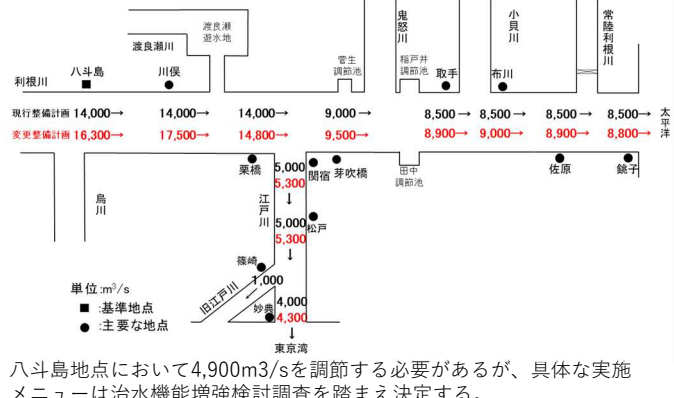 渡良瀬
遊水地
渡良瀬川
鬼怒川
小貝川
常陸利根川
菅生
調節池
稲戸井
調節池
利根川
八斗島
川俣
取手
布川
現行整備計画 14,000→ 14,000→ 14,000→ 9,000 → 8,500 → 8,500 → 8,500 → 8,500→
変更整備計画 16,300→ 17,500→ 14,800→ 9,500→ 8,900→ 9,000→ 8,900→ 8,800→
太平洋
烏川
栗橋
江戸川
5,000
5,300
↓
関宿
芽吹橋
田中
調節池
佐原
銚子
5,000
5,300
↓
松戸
篠崎
1,000
←
旧江戸川
妙典
4,000
4,300
↓
東京湾
単位:m³/s
■ :基準地点
● :主要な地点
八斗島地点において4,900m3/sを調節する必要があるが、具体な実施
メニューは治水機能増強検討調査を踏まえ決定する。